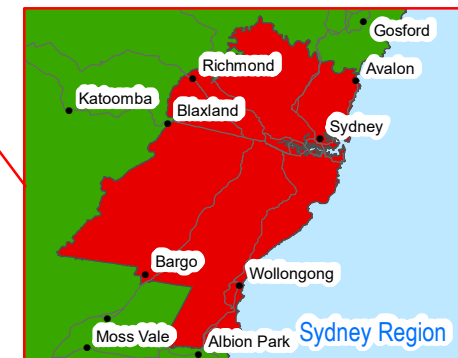 Gosford
Richmond
Avalon
Katoomba
Blaxland
Sydney
Bargo
Wollongong
Moss Vale
Albion Park
Sydney Region